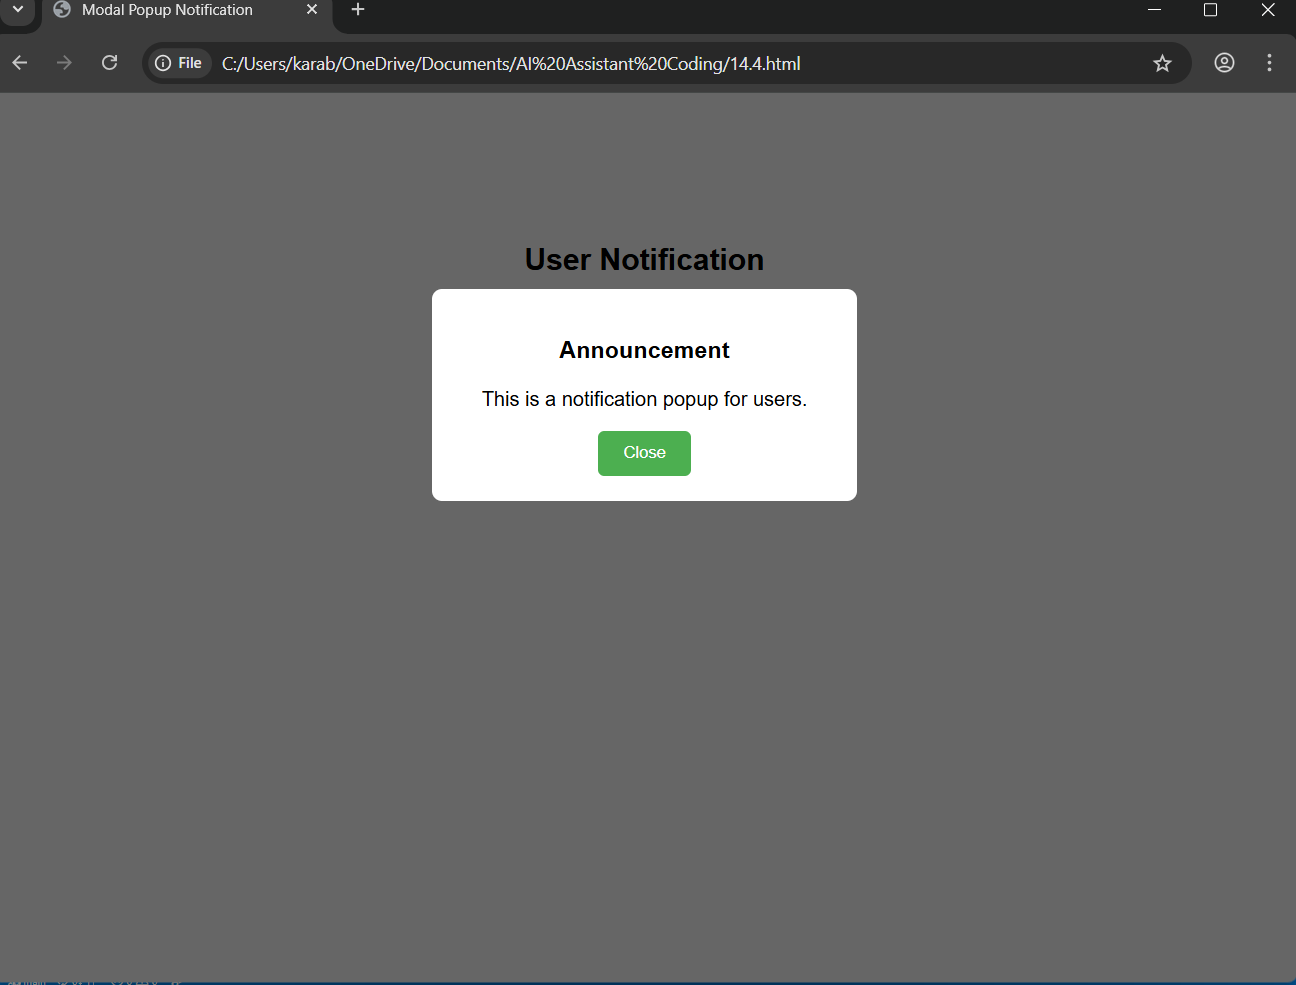 Modal Popup Notification
File
C:/Users/karab/OneDrive/Documents/AI%20Assistant%20Coding/14.4.html
User Notification
Announcement
This is a notification popup for users.
Close